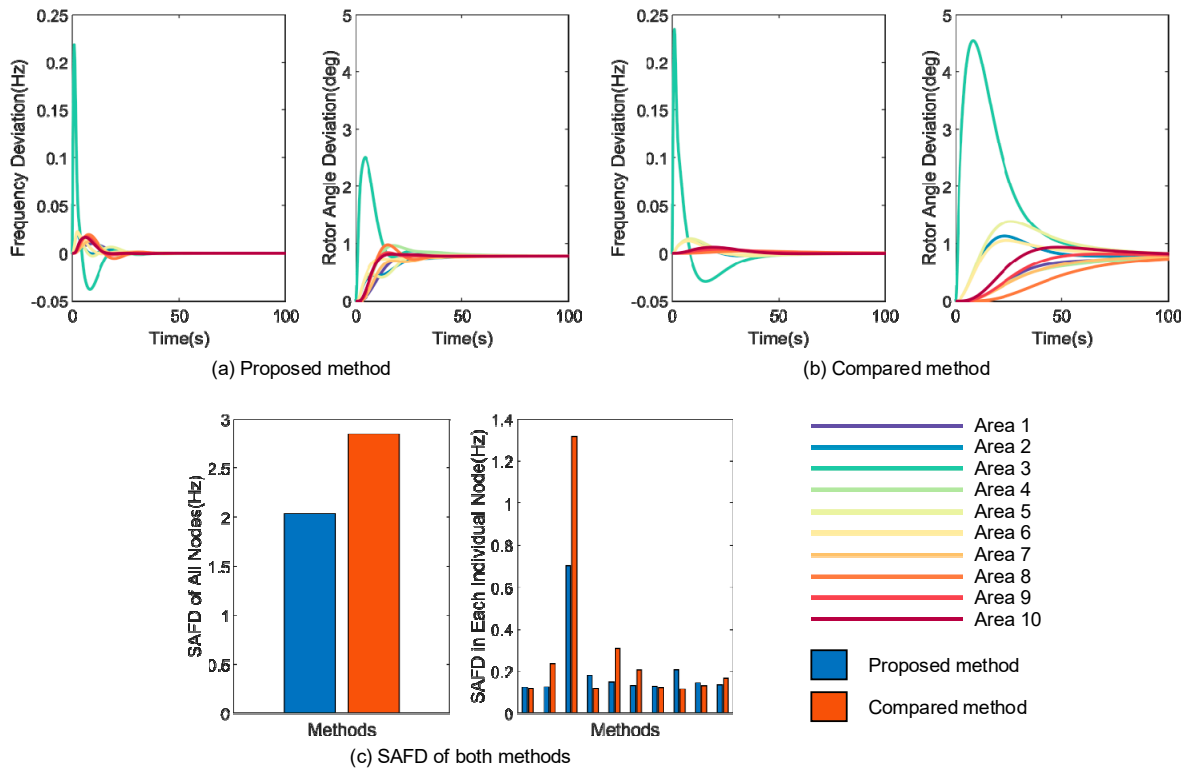 0.25
0.2
0.15
0.1
0.05
0
-0.05
Frequency Deviation(Hz)
0
50
100
Time(s)
5
4
3
2
1
0
Rotor Angle Deviation(deg)
0
50
100
Time(s)
(a) Proposed method
0.25
0.2
0.15
0.1
0.05
0
-0.05
Frequency Deviation(Hz)
0
50
100
Time(s)
5
4
3
2
1
0
Rotor Angle Deviation(deg)
0
50
100
Time(s)
(b) Compared method
3
2.5
2
1.5
1
0.5
0
SAFD of All Nodes(Hz)
Methods
1.4
1.2
1
0.8
0.6
0.4
0.2
0
SAFD in Each Individual Node(Hz)
Methods
(c) SAFD of both methods
Area 1
Area 2
Area 3
Area 4
Area 5
Area 6
Area 7
Area 8
Area 9
Area 10
Proposed method
Compared method